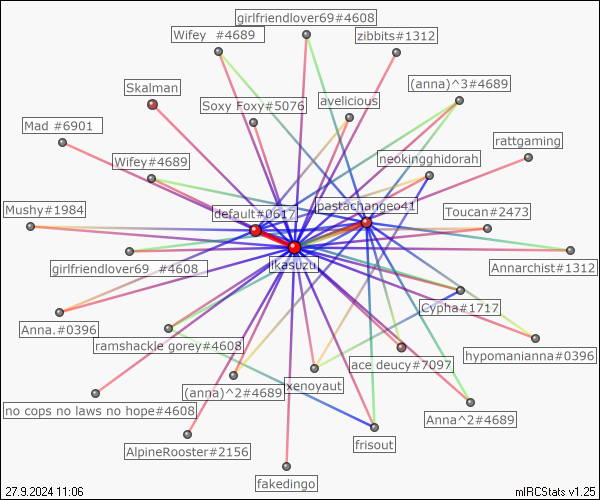 girlfriendlover69#4608
Wifey  #4689
zibbits#1312
(anna)^3#4689
Skalman
avelicious
Soxy Foxy#5076
Mad #6901
rattgaming
Wifey#4689
neokingghidorah
Mushy#1984
default#0617
pastachangeo41
Toucan#2473
jikasuzu
girlfriendlover69  #4608
Annarchist#1312
Cypha#1717
Anna.#0396
ramshackle gorey#4608
hypomanianna#0396
ace deucy#7097
(anna)^2#4689
xenoyaut
no cops no laws no hope#4608
Anna^2#4689
frisout
AlpineRooster#2156
fakedingo
27.9.2024 11:06
mIRCStats v1.25